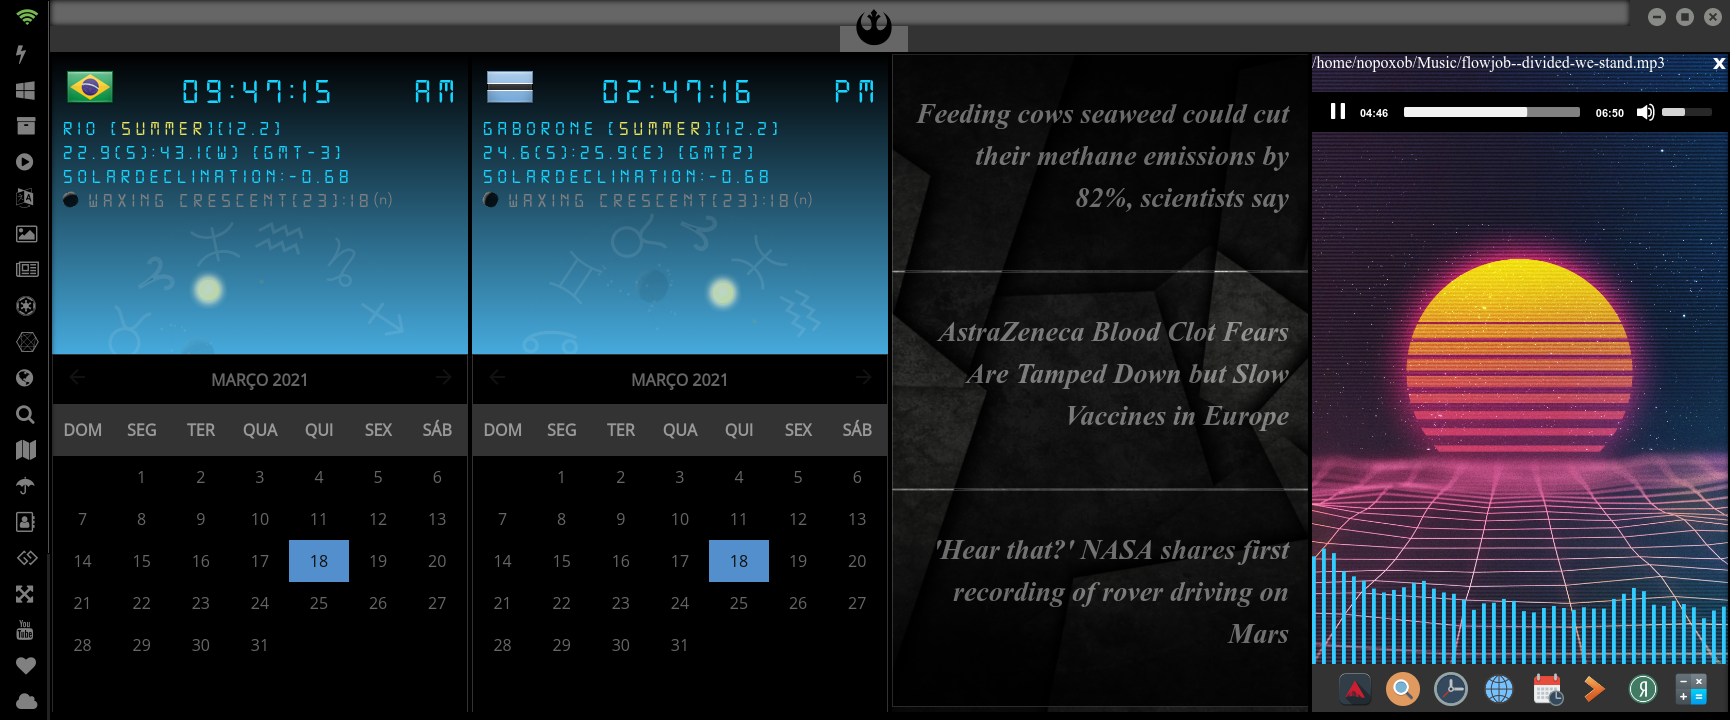 09:47:15 AM
RIO [SUMMER][12.2]
22.9(S):43.1(W) [GMT-3]
SOLARDECLINATION:-0.68
WAXING CRESCENT[23]:18(n)
MARÇO 2021
DOM SEG TER QUA QUI SEX SÁB
1 2 3 4 5 6
7 8 9 10 11 12 13
14 15 16 17 18 19 20
21 22 23 24 25 26 27
28 29 30 31
02:47:16 PM
GABORONE [SUMMER][12.2]
24.6(S):25.9(E) [GMT2]
SOLARDECLINATION:-0.68
WAXING CRESCENT[23]:18(n)
MARÇO 2021
DOM SEG TER QUA QUI SEX SÁB
1 2 3 4 5 6
7 8 9 10 11 12 13
14 15 16 17 18 19 20
21 22 23 24 25 26 27
28 29 30 31
Feeding cows seaweed could cut
their methane emissions by
82%, scientists say
AstraZeneca Blood Clot Fears
Are Tamped Down but Slow
Vaccines in Europe
'Hear that?' NASA shares first
recording of rover driving on
Mars
/home/nopoxob/Music/flowjob--divided-we-stand.mp3 x
04:46 06:50
You
Tube
Я